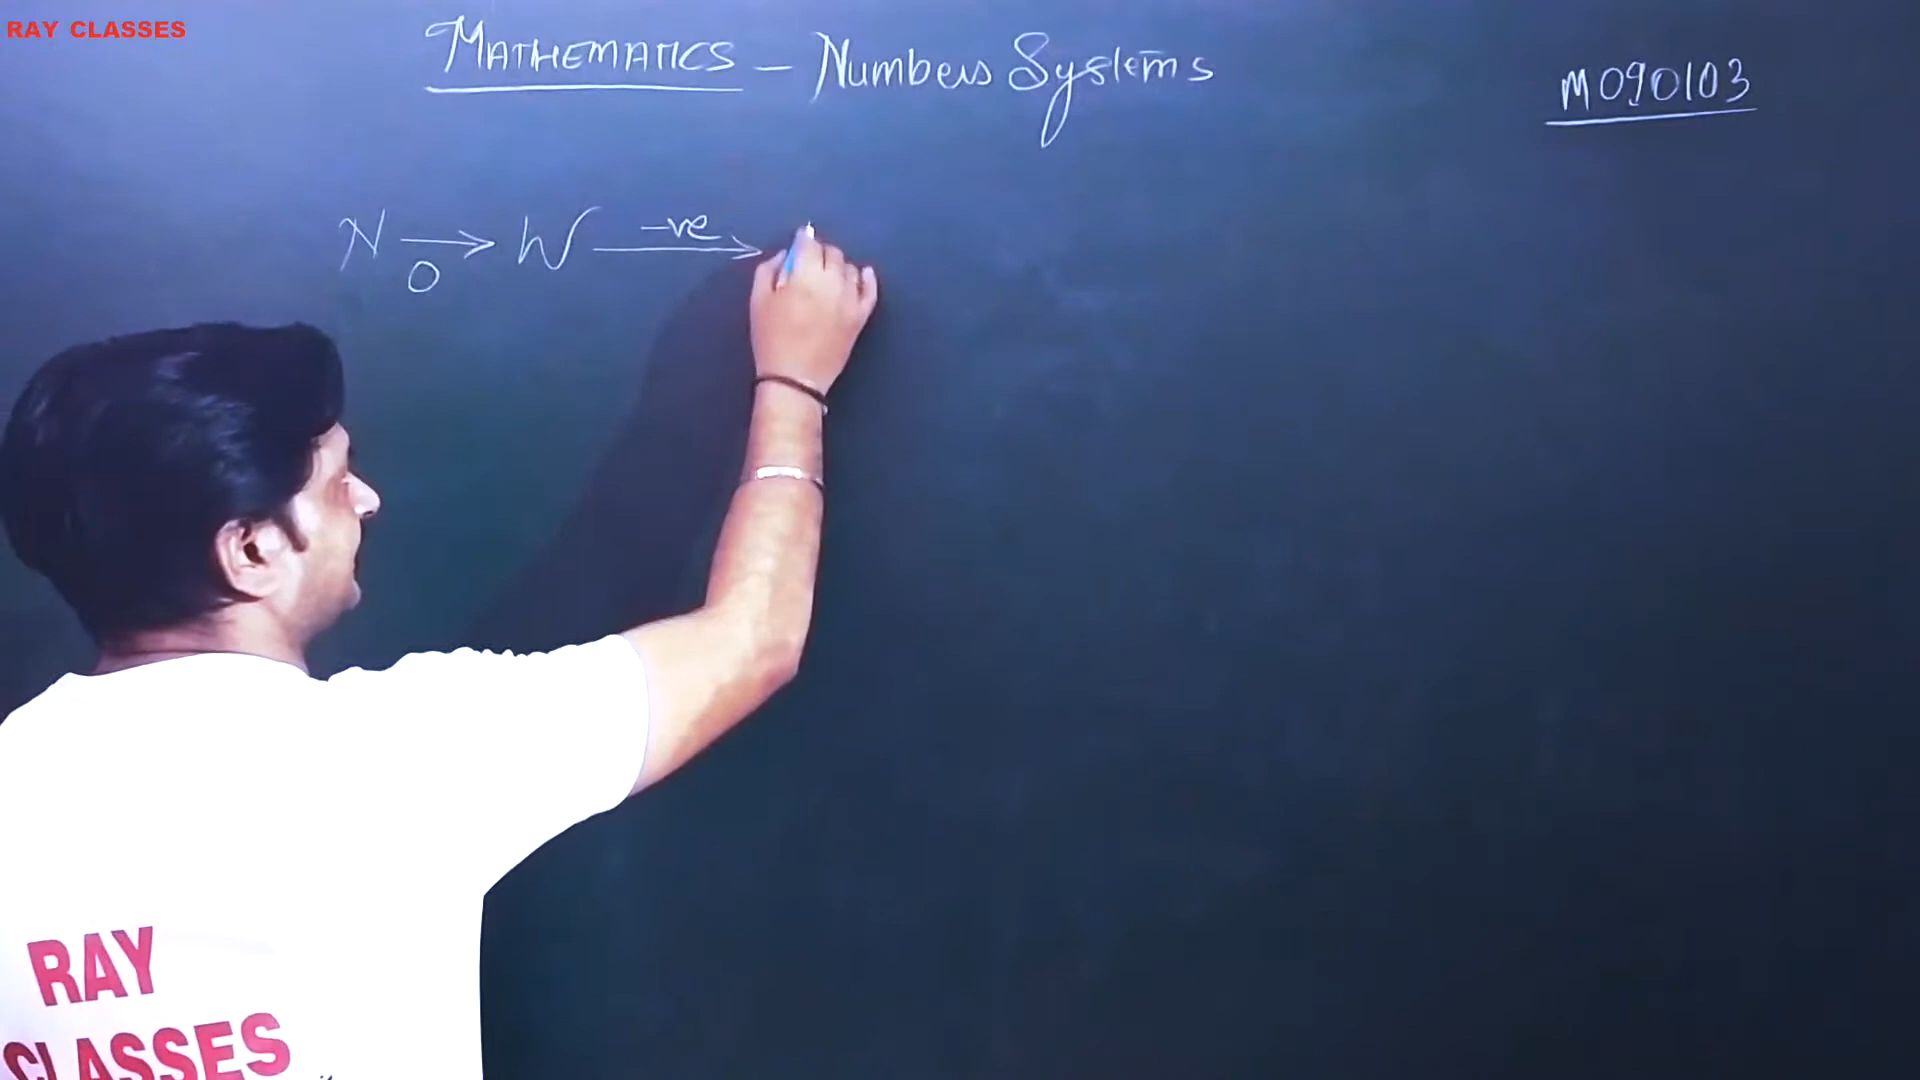 RAY CLASSES
MATHEMATICS - Numbers Systems
M090103
N → W -ve →
0
RAY
CLASSES